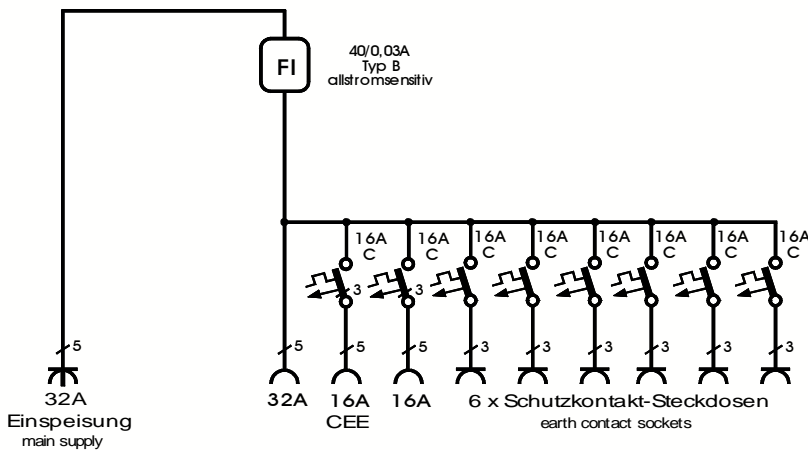 FI
40/0,03A
Typ B
allstromsensitiv
16A 16A 16A 16A 16A 16A 16A 16A
C C C C C C C C
3 3
5 5 5 5 3 3 3 3 3 3
32A 32A 16A 16A 6 x Schutzkontakt-Steckdosen
Einspeisung CEE earth contact sockets
main supply